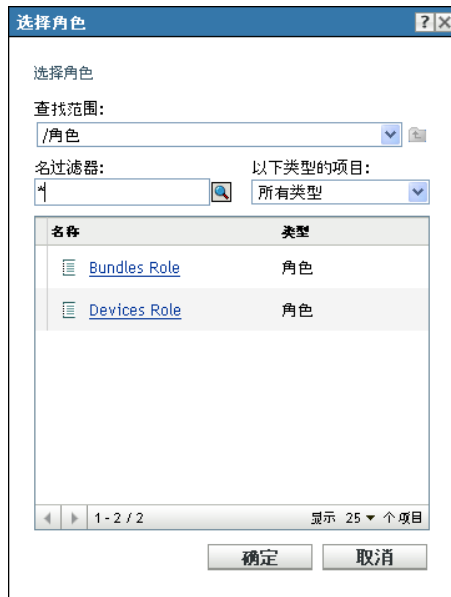 选择角色
选择角色
查找范围:
/角色
名过滤器: 以下类型的项目:
* 所有类型
名称 类型
Bundles Role 角色
Devices Role 角色
1 - 2 / 2 显示 25 个项目
确定 取消